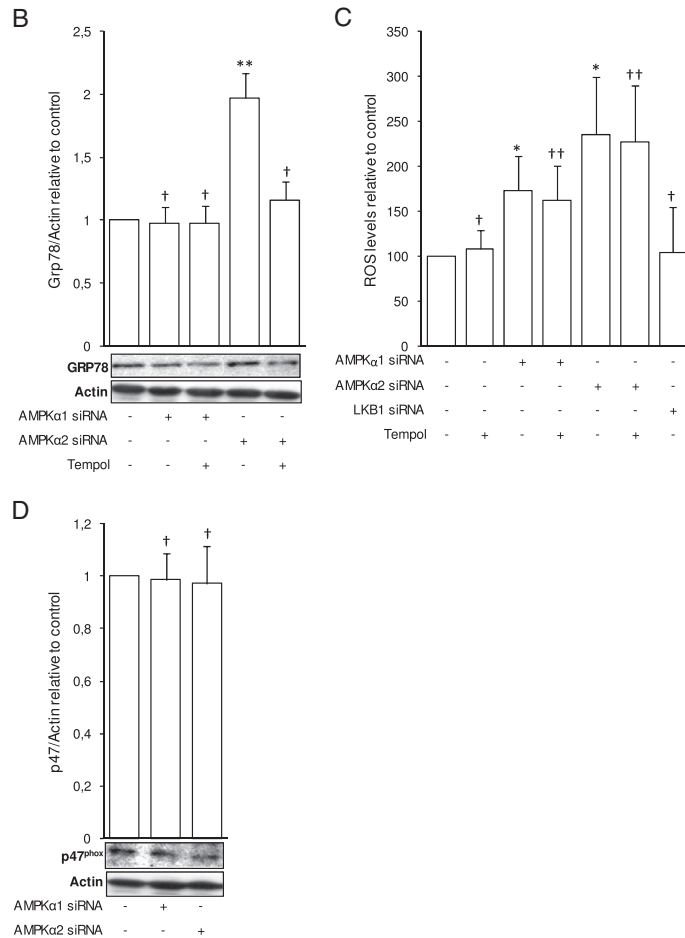 B
Grp78/Actin relative to control
2,5
2
1,5
1
0,5
0
†
†
**
†
GRP78
Actin
AMPKα1 siRNA - + + - -
AMPKα2 siRNA - - - + +
Tempol - - + - +
C
ROS levels relative to control
350
300
250
200
150
100
50
0
†
*
††
*
††
†
AMPKα1 siRNA - - + + - - -
AMPKα2 siRNA - - - - + + -
LKB1 siRNA - - - - - - +
Tempol - + - + - + -
D
p47/Actin relative to control
1,2
1
0,8
0,6
0,4
0,2
0
†
†
p47phox
Actin
AMPKα1 siRNA - + -
AMPKα2 siRNA - - +